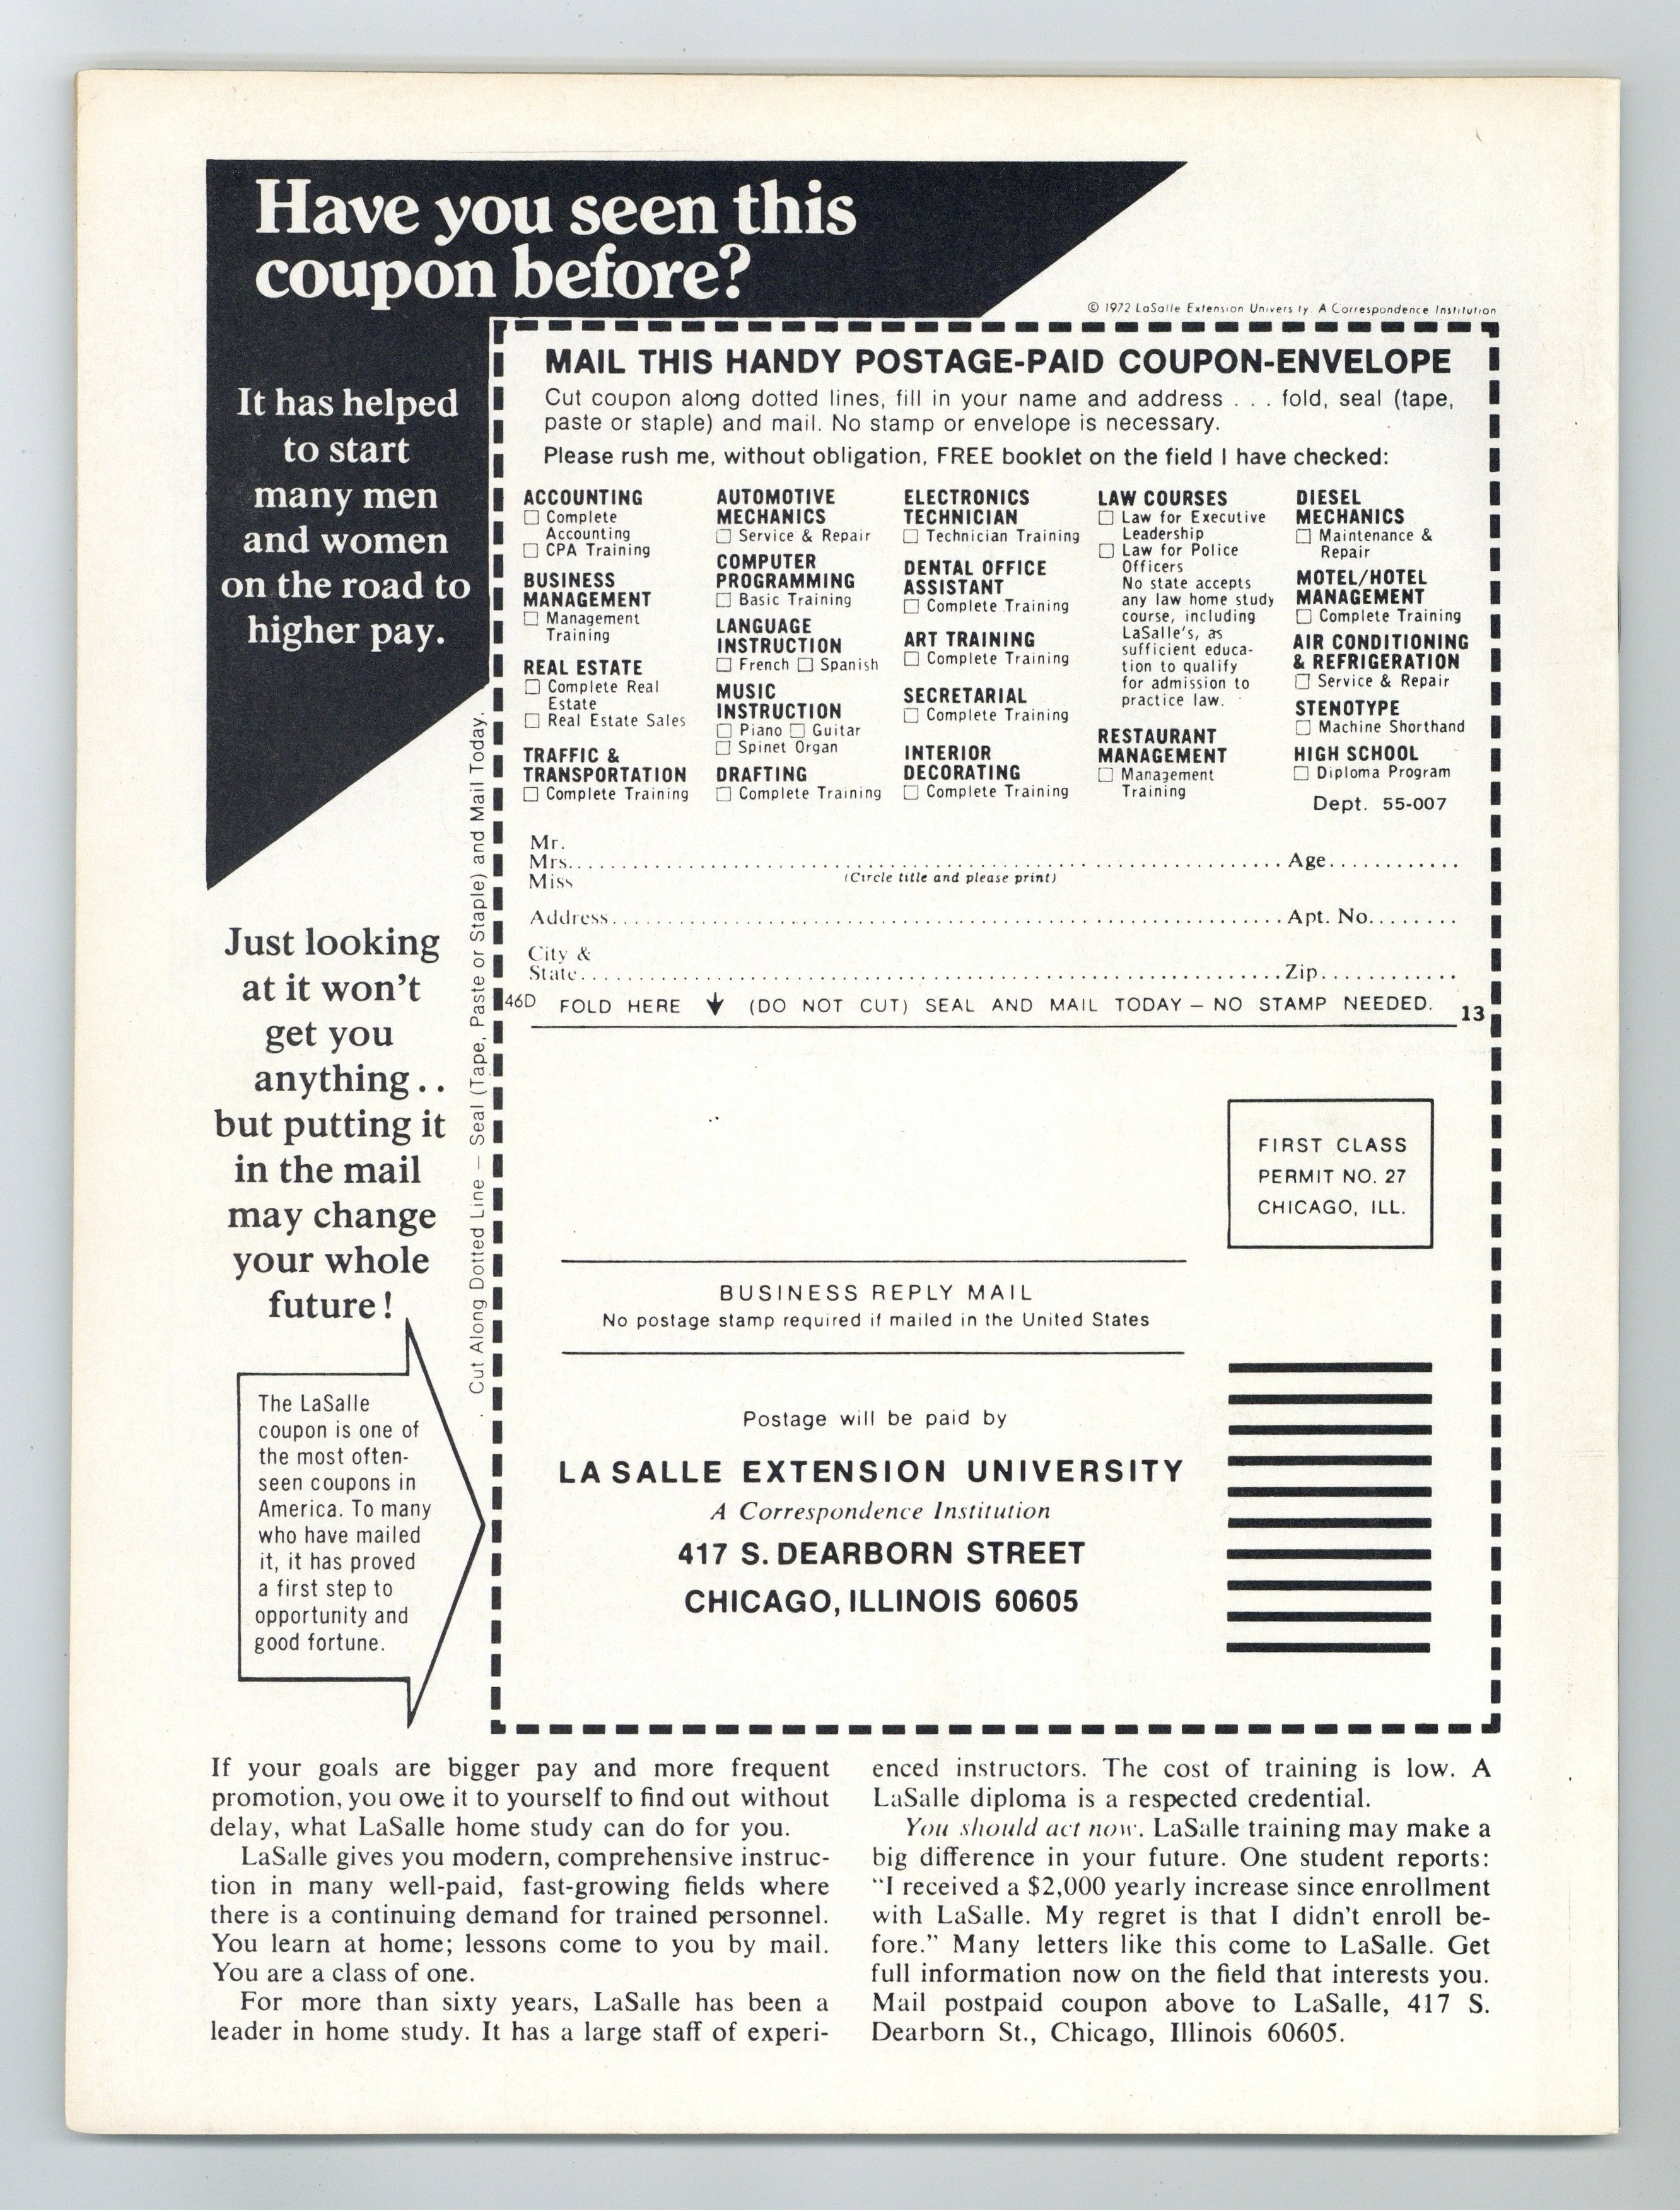 Have you seen this
coupon before?
© 1972 LaSalle Extension Univers ty A Correspondence Institution
It has helped
to start
many men
and women
on the road to
higher pay.
Just looking
at it won't
get you
anything . .
but putting it
in the mail
may change
your whole
future!
The LaSalle
coupon is one of
the most often-
seen coupons in
America. To many
who have mailed
it, it has proved
a first step to
opportunity and
good fortune.
Cut Along Dotted Line — Seal (Tape, Paste or Staple) and Mail Today.
MAIL THIS HANDY POSTAGE-PAID COUPON-ENVELOPE
Cut coupon along dotted lines, fill in your name and address . . . fold, seal (tape,
paste or staple) and mail. No stamp or envelope is necessary.
Please rush me, without obligation, FREE booklet on the field I have checked:
ACCOUNTING
☐ Complete
Accounting
☐ CPA Training
BUSINESS
MANAGEMENT
☐ Management
Training
REAL ESTATE
☐ Complete Real
Estate
☐ Real Estate Sales
TRAFFIC &
TRANSPORTATION
☐ Complete Training
AUTOMOTIVE
MECHANICS
☐ Service & Repair
COMPUTER
PROGRAMMING
☐ Basic Training
LANGUAGE
INSTRUCTION
☐ French ☐ Spanish
MUSIC
INSTRUCTION
☐ Piano ☐ Guitar
☐ Spinet Organ
DRAFTING
☐ Complete Training
ELECTRONICS
TECHNICIAN
☐ Technician Training
DENTAL OFFICE
ASSISTANT
☐ Complete Training
ART TRAINING
☐ Complete Training
SECRETARIAL
☐ Complete Training
INTERIOR
DECORATING
☐ Complete Training
LAW COURSES
☐ Law for Executive
Leadership
☐ Law for Police
Officers
No state accepts
any law home study
course, including
LaSalle's, as
sufficient educa-
tion to qualify
for admission to
practice law.
RESTAURANT
MANAGEMENT
☐ Management
Training
DIESEL
MECHANICS
☐ Maintenance &
Repair
MOTEL/HOTEL
MANAGEMENT
☐ Complete Training
AIR CONDITIONING
& REFRIGERATION
☐ Service & Repair
STENOTYPE
☐ Machine Shorthand
HIGH SCHOOL
☐ Diploma Program
Dept. 55-007
Mr.
Mrs. . . . . . . . . . . Age . . . . . . . . . .
Miss (Circle title and please print)
Address . . . . . . . . . . Apt. No. . . . . . .
City &
State . . . . . . . . . . Zip . . . . . . . . . .
46D FOLD HERE ↓ (DO NOT CUT) SEAL AND MAIL TODAY – NO STAMP NEEDED. 13
FIRST CLASS
PERMIT NO. 27
CHICAGO, ILL.
BUSINESS REPLY MAIL
No postage stamp required if mailed in the United States
Postage will be paid by
LA SALLE EXTENSION UNIVERSITY
A Correspondence Institution
417 S. DEARBORN STREET
CHICAGO, ILLINOIS 60605
If your goals are bigger pay and more frequent
promotion, you owe it to yourself to find out without
delay, what LaSalle home study can do for you.
LaSalle gives you modern, comprehensive instruc-
tion in many well-paid, fast-growing fields where
there is a continuing demand for trained personnel.
You learn at home; lessons come to you by mail.
You are a class of one.
For more than sixty years, LaSalle has been a
leader in home study. It has a large staff of experi-
enced instructors. The cost of training is low. A
LaSalle diploma is a respected credential.
You should act now. LaSalle training may make a
big difference in your future. One student reports:
"I received a $2,000 yearly increase since enrollment
with LaSalle. My regret is that I didn't enroll be-
fore." Many letters like this come to LaSalle. Get
full information now on the field that interests you.
Mail postpaid coupon above to LaSalle, 417 S.
Dearborn St., Chicago, Illinois 60605.